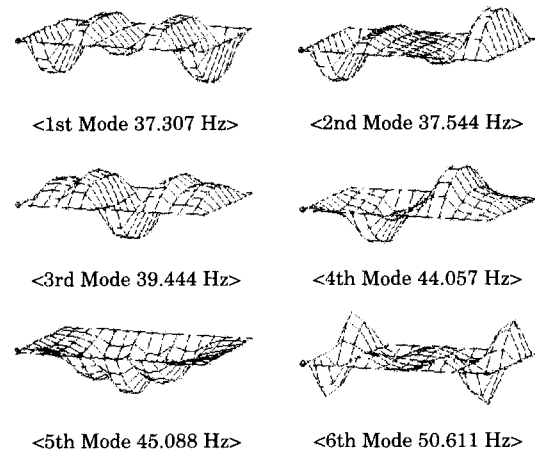 <1st Mode 37.307 Hz>
<2nd Mode 37.544 Hz>
<3rd Mode 39.444 Hz>
<4th Mode 44.057 Hz>
<5th Mode 45.088 Hz>
<6th Mode 50.611 Hz>